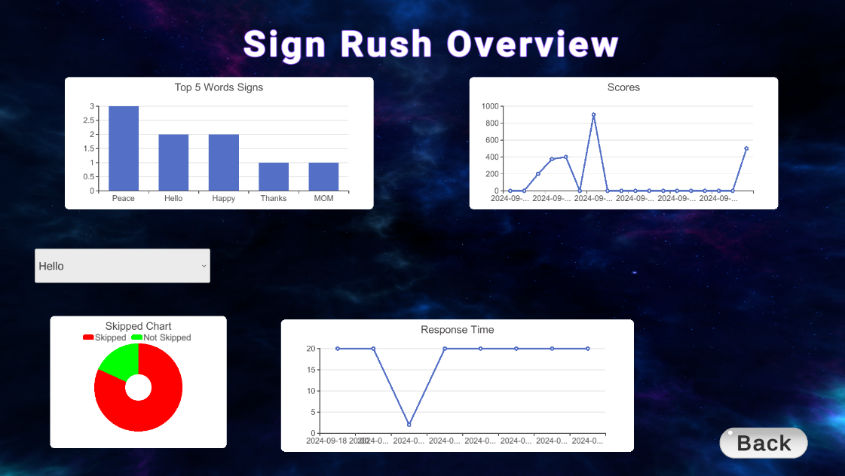 Sign Rush Overview
Top 5 Words Signs
3
2.5
2
1.5
1
0.5
0
Peace Hello Happy Thanks MOM
Scores
1000
800
600
400
200
0
2024-09-... 2024-09-... 2024-09-... 2024-09-... 2024-09-... 2024-09-...
Hello
Skipped Chart
Skipped Not Skipped
Response Time
20
15
10
5
0
2024-09-18 2024-0... 2024-0... 2024-0... 2024-0... 2024-0... 2024-0... 2024-0...
Back